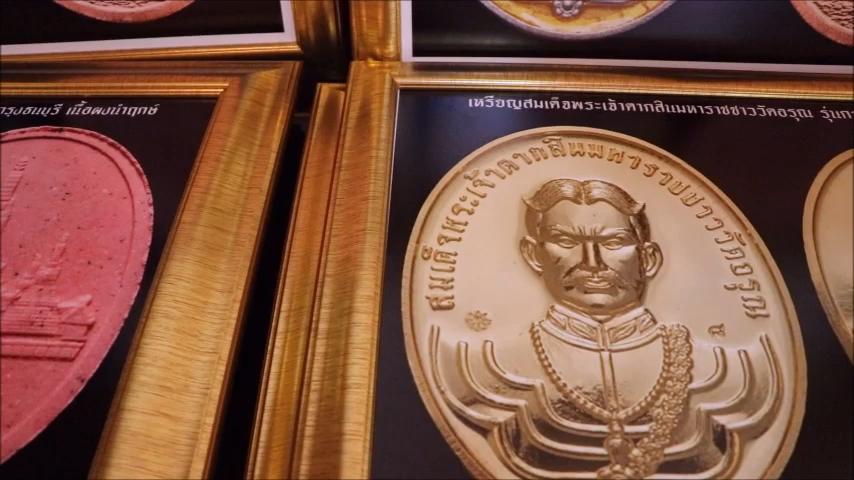 กรุงธนบุรี เนื้อผงนำฤกษ์
เหรียญสมเด็จพระเจ้าตากสินมหาราชชาววัดอรุณ รุ่น
สมเด็จพระเจ้าตากสินมหาราชชาววัดอรุณ